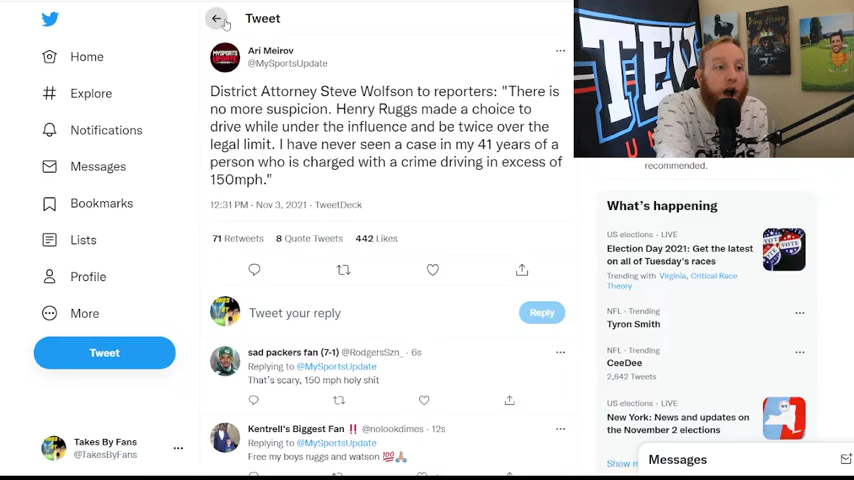 Tweet
Home
Explore
Notifications
Messages
Bookmarks
Lists
Profile
More
Tweet
Takes By Fans
@TakesByFans
Ari Meirov
@MySportsUpdate
District Attorney Steve Wolfson to reporters: "There is
no more suspicion. Henry Ruggs made a choice to
drive while under the influence and be twice over the
legal limit. I have never seen a case in my 41 years of a
person who is charged with a crime driving in excess of
150mph."
12:31 PM · Nov 3, 2021 · TweetDeck
71 Retweets 8 Quote Tweets 442 Likes
Tweet your reply
Reply
sad packers fan (7-1) @RodgersSzn_ · 6s
Replying to @MySportsUpdate
That's scary, 150 mph holy shit
Kentrell's Biggest Fan ‼️ @nolookdimes · 12s
Replying to @MySportsUpdate
Free my boys ruggs and watson 💯🙏🏼
recommended.
What's happening
US elections · LIVE
Election Day 2021: Get the latest
on all of Tuesday's races
Trending with Virginia, Critical Race
Theory
NFL · Trending
Tyron Smith
NFL · Trending
CeeDee
2,642 Tweets
US elections · LIVE
New York: News and updates on
the November 2 elections
Show m
Messages